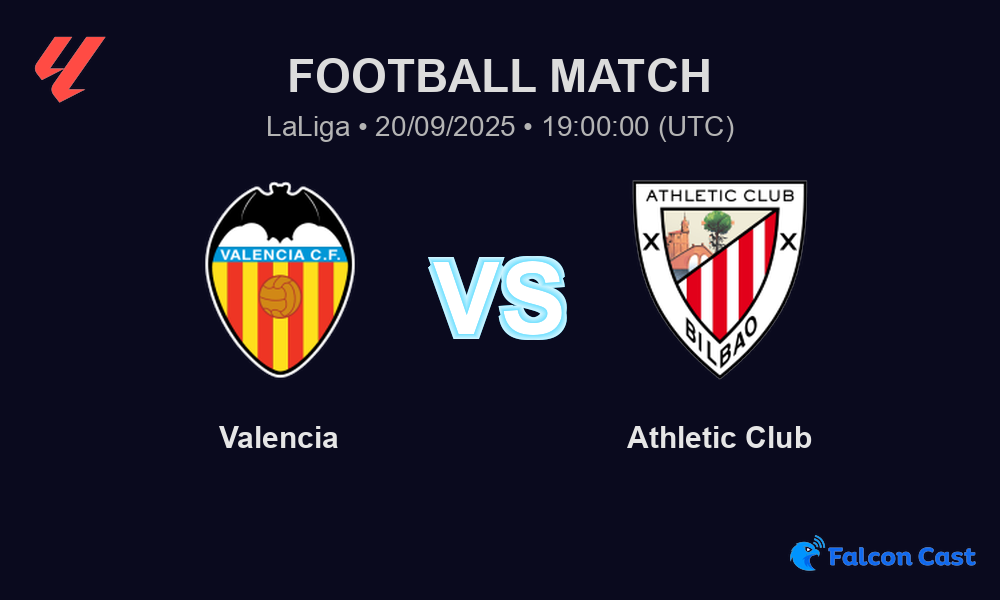 FOOTBALL MATCH
LaLiga • 20/09/2025 • 19:00:00 (UTC)
VALENCIA C.F.
VS
ATHLETIC CLUB
BILBAO
Valencia
Athletic Club
Falcon Cast